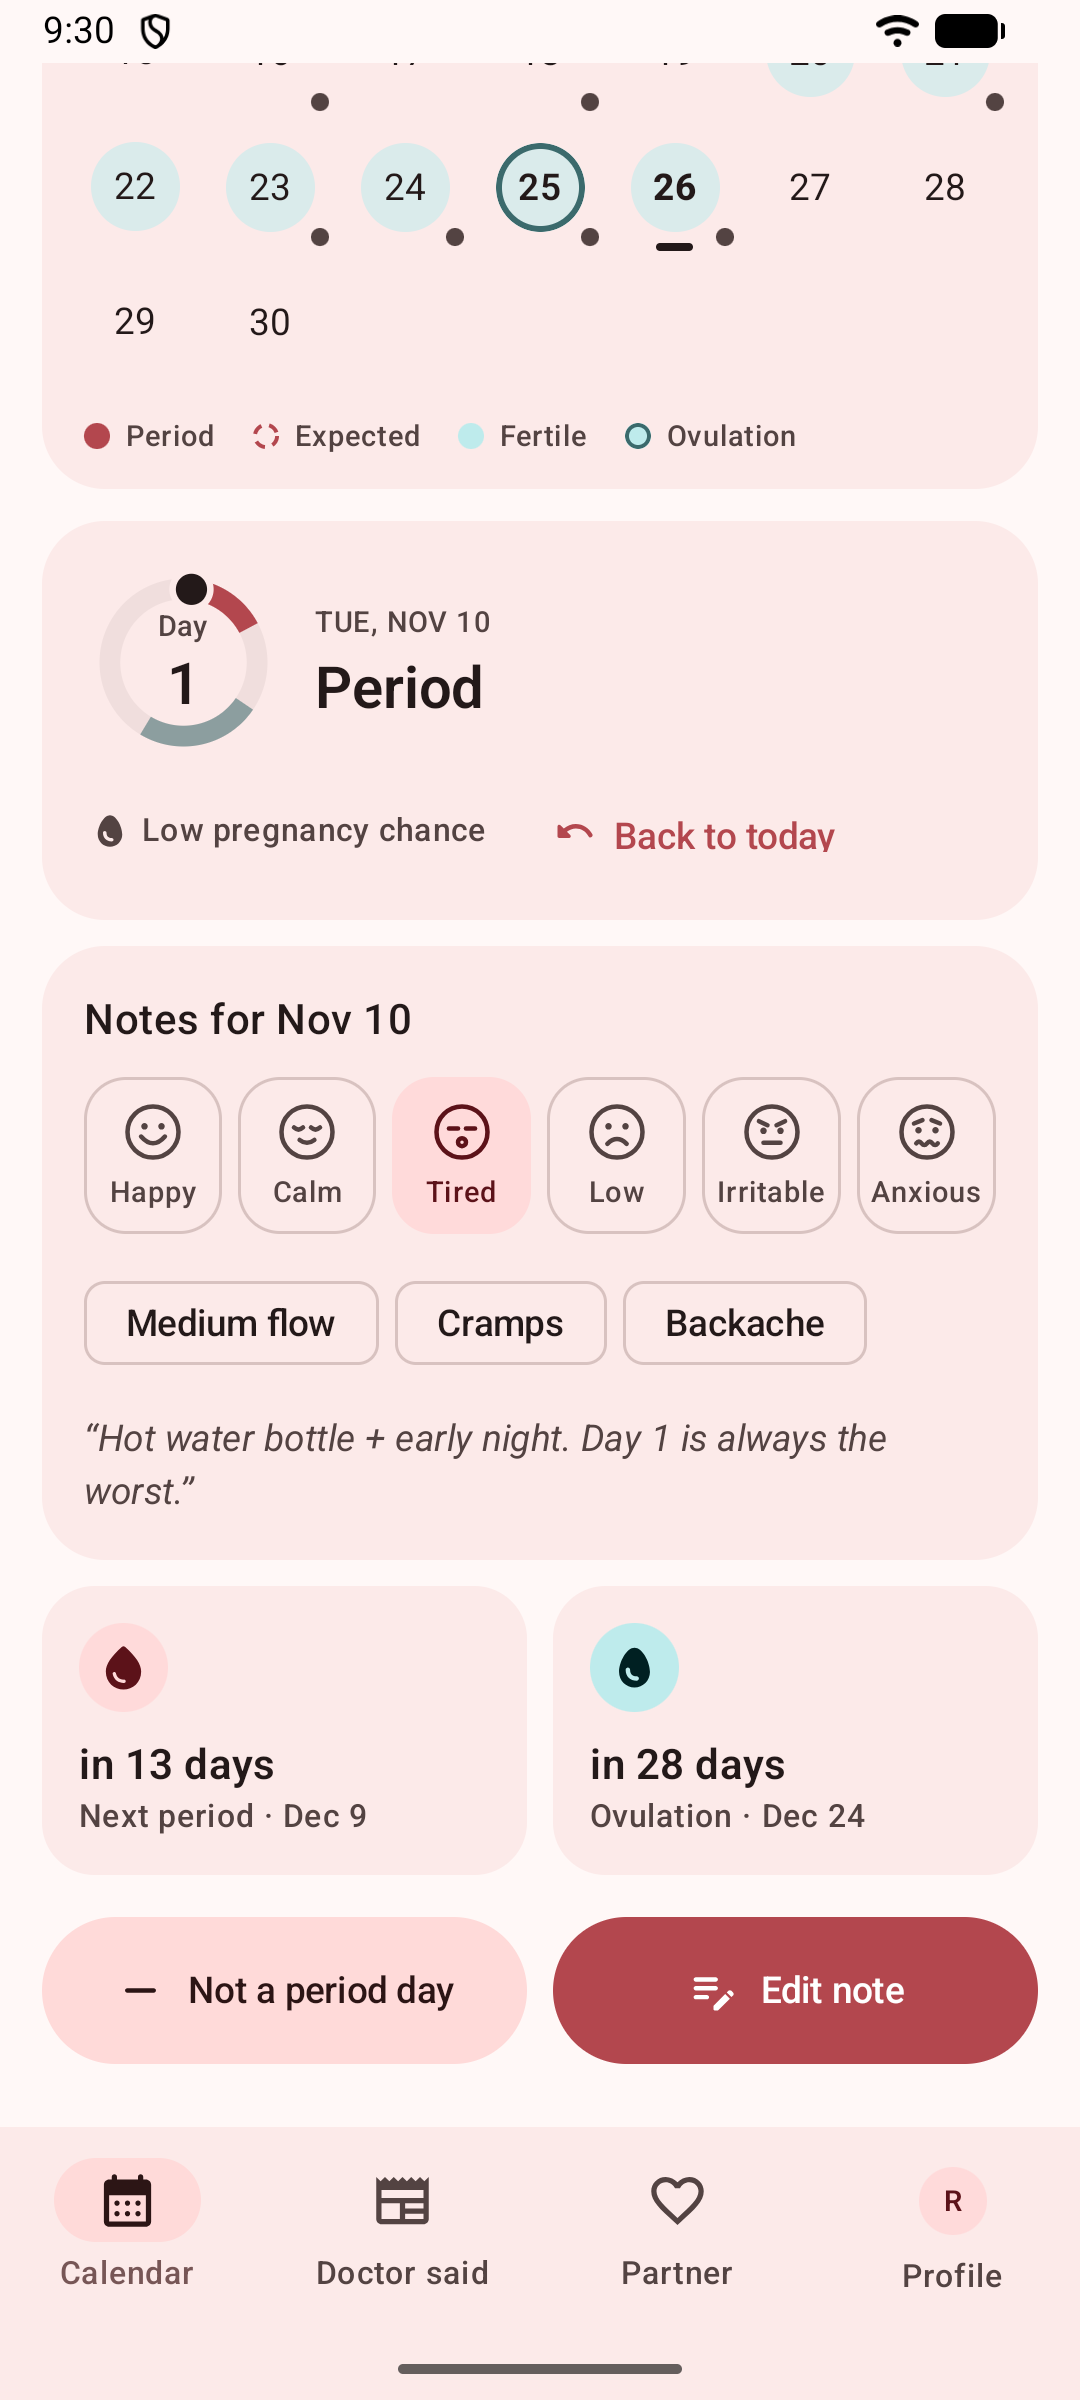 9:30
22 23 24 25 26 27 28
29 30
Period Expected Fertile Ovulation
Day
1
TUE, NOV 10
Period
Low pregnancy chance
Back to today
Notes for Nov 10
Happy Calm Tired Low Irritable Anxious
Medium flow Cramps Backache
“Hot water bottle + early night. Day 1 is always the
worst.”
in 13 days
Next period · Dec 9
in 28 days
Ovulation · Dec 24
Not a period day
Edit note
R
Calendar Doctor said Partner Profile